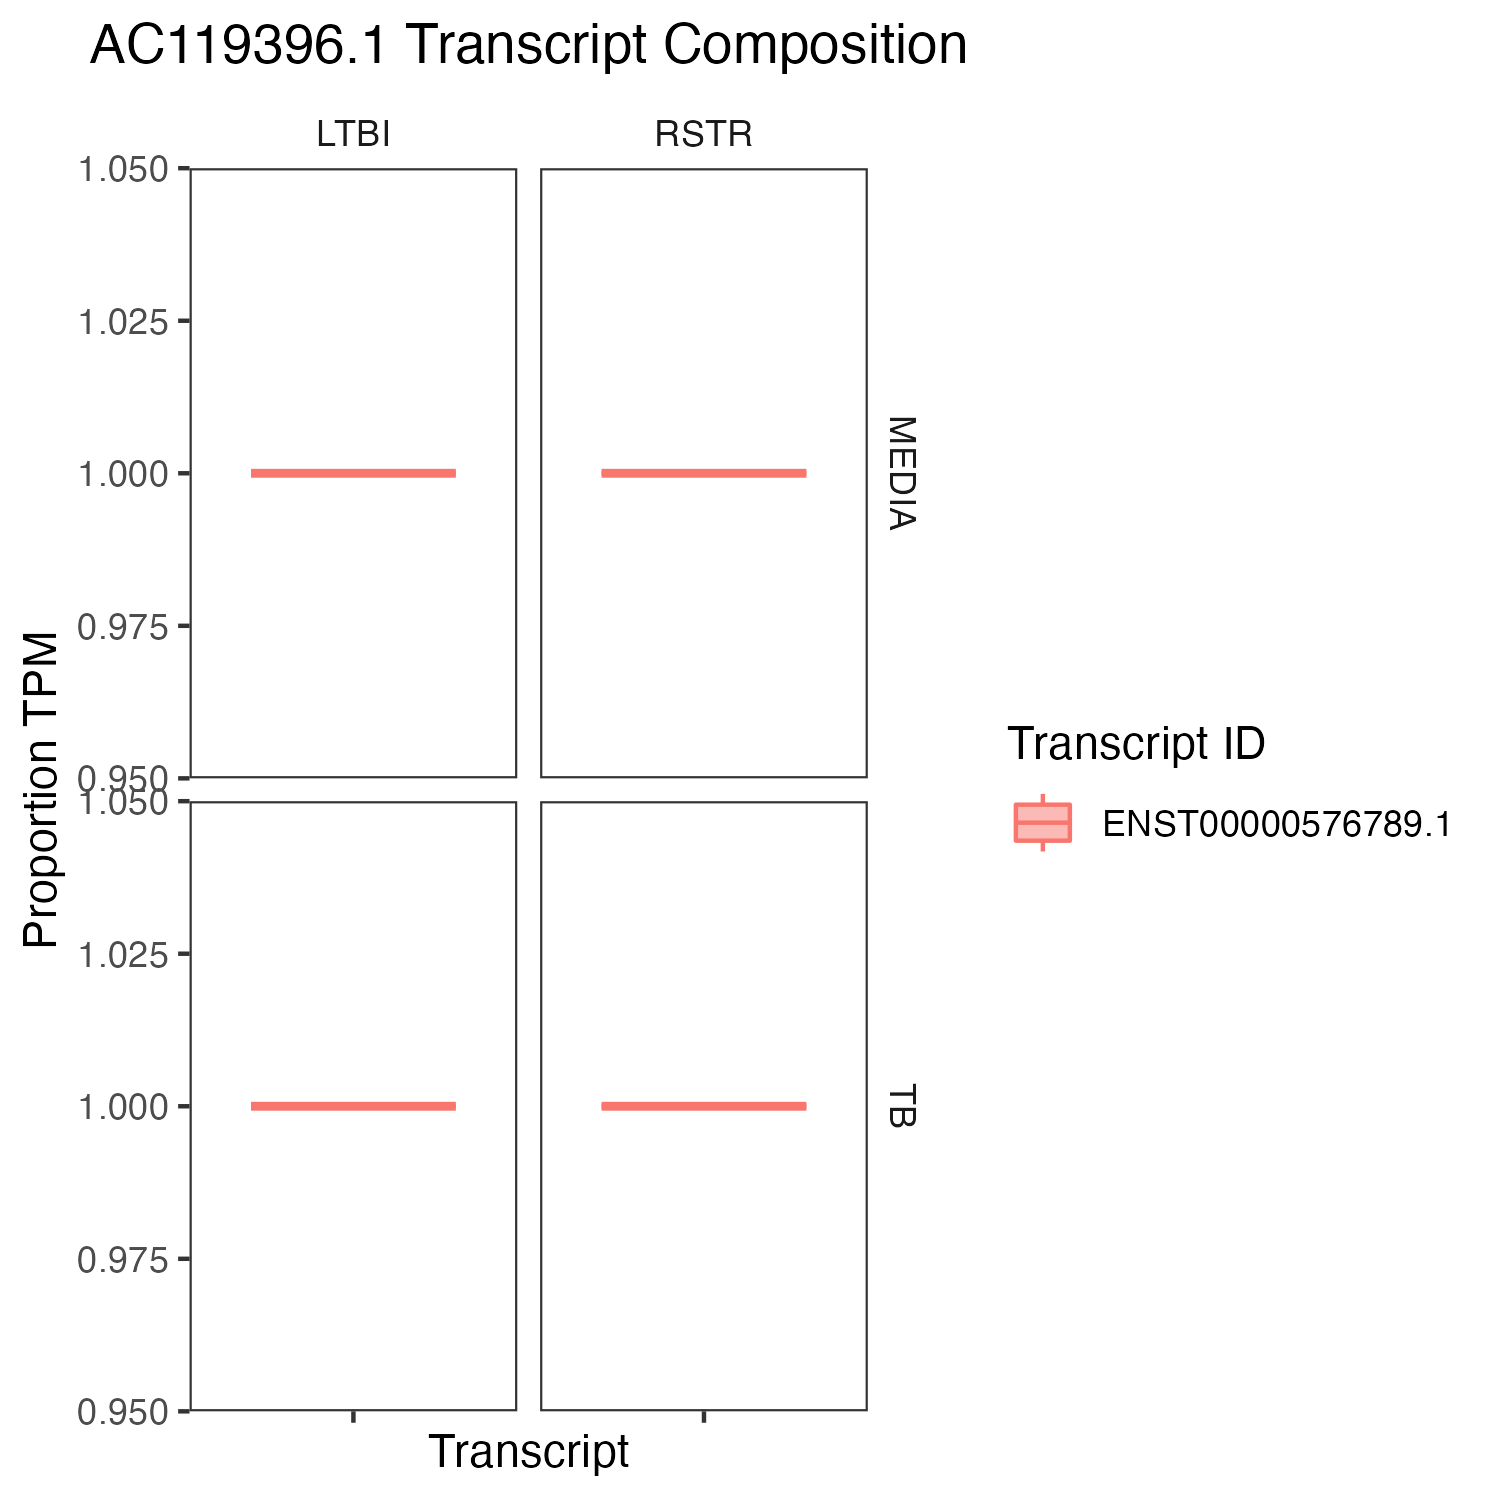 AC119396.1 Transcript Composition
LTBI
RSTR
1.050
1.025
1.000
0.975
0.950
MEDIA
1.050
1.025
1.000
0.975
0.950
TB
Proportion TPM
Transcript
Transcript ID
ENST00000576789.1